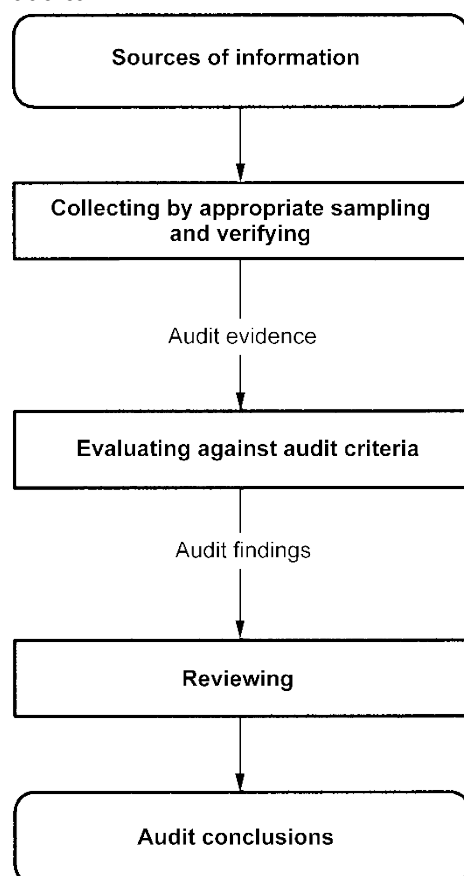 Sources of information
Collecting by appropriate sampling
and verifying
Audit evidence
Evaluating against audit criteria
Audit findings
Reviewing
Audit conclusions